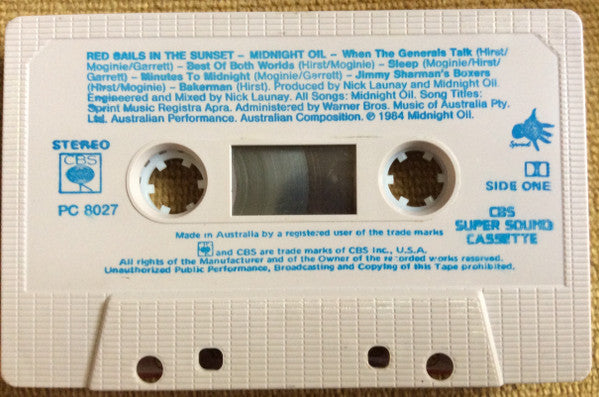 RED SAILS IN THE SUNSET – MIDNIGHT OIL – When The Generals Talk (Hirst/
Moginie/Garrett) – Best Of Both Worlds (Hirst/Moginie) – Sleep (Moginie/Hirst/
Garrett) – Minutes To Midnight (Moginie/Garrett) – Jimmy Sharman's Boxers
(Hirst/Moginie) – Bakerman (Hirst). Produced by Nick Launay and Midnight Oil.
Engineered and Mixed by Nick Launay. All Songs: Midnight Oil. Song Titles:
Sprint Music Registra Apra. Administered by Warner Bros. Music of Australia Pty.
Ltd. Australian Performance. Australian Composition. ℗ 1984 Midnight Oil.
Sprint
STEREO
CBS
PC 8027
SIDE ONE
CBS
SUPER SOUND
CASSETTE
Made in Australia by a registered user of the trade marks
and CBS are trade marks of CBS Inc., U.S.A.
All rights of the Manufacturer and of the Owner of the recorded works reserved.
Unauthorized Public Performance, Broadcasting and Copying of this Tape prohibited.